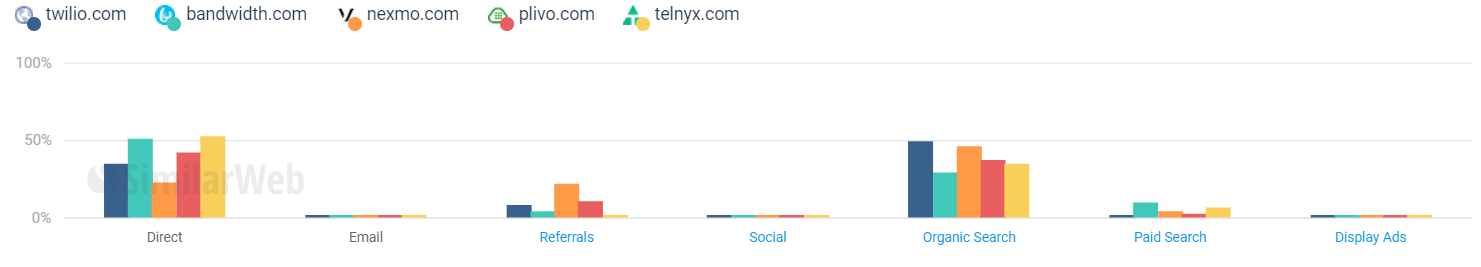 twilio.com bandwidth.com nexmo.com plivo.com telnyx.com
100%
50%
SimilarWeb
0%
Direct Email Referrals Social Organic Search Paid Search Display Ads